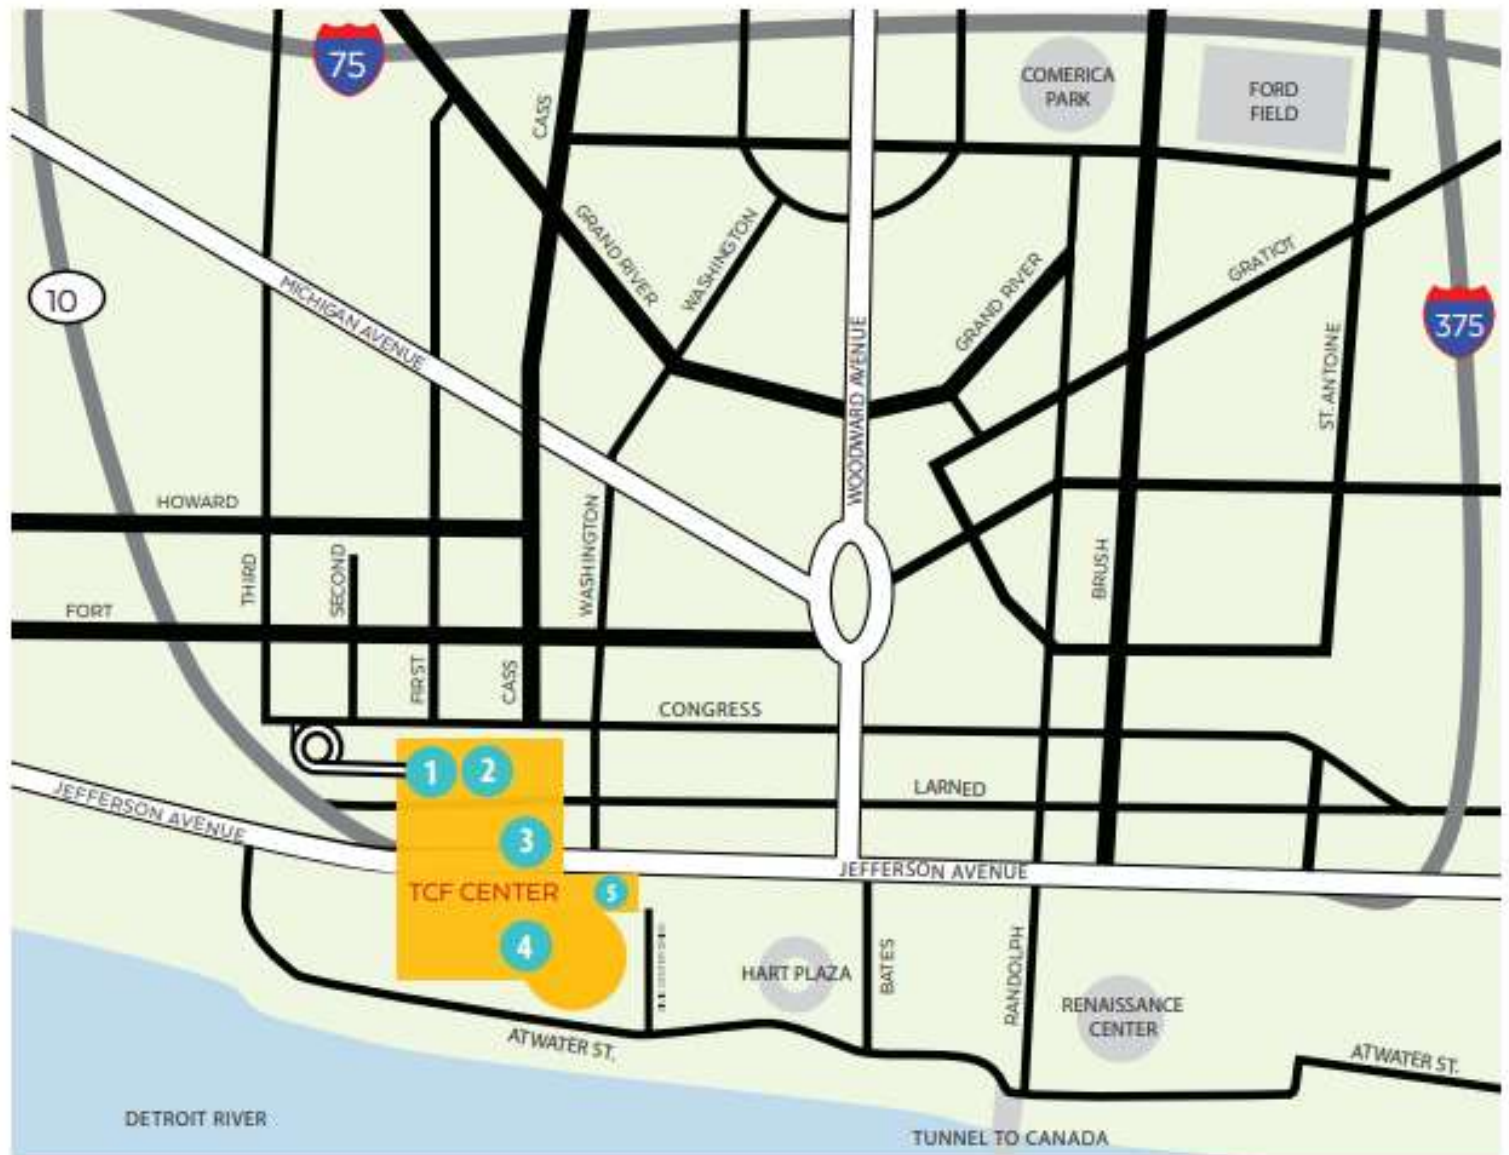 75
CASS
COMERICA
PARK
FORD
FIELD
GRAND RIVER
WASHINGTON
GRAND RIVER
GRATIOT
10
MICHIGAN AVENUE
WOODWARD AVENUE
375
ST. ANTOINE
HOWARD
THIRD
SECOND
WASHINGTON
BRUSH
FORT
FIRST
CASS
CONGRESS
1
2
LARNED
JEFFERSON AVENUE
3
JEFFERSON AVENUE
TCF CENTER
5
4
HART PLAZA
BATES
RANDOLPH
RENAISSANCE
CENTER
ATWATER ST.
ATWATER ST.
DETROIT RIVER
TUNNEL TO CANADA